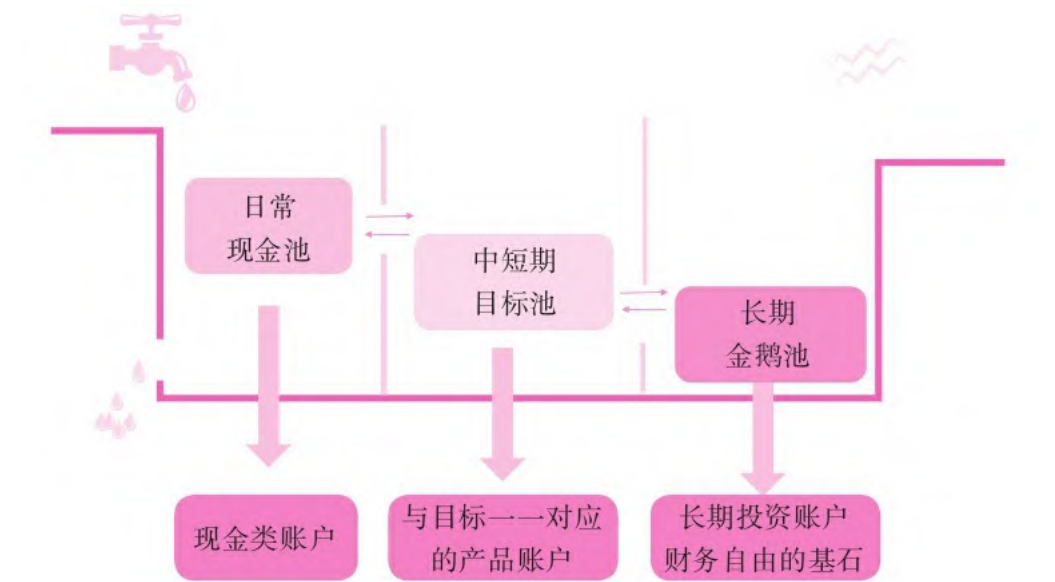 日常
现金池
中短期
目标池
长期
金鹅池
现金类账户
与目标一一对应
的产品账户
长期投资账户
财务自由的基石